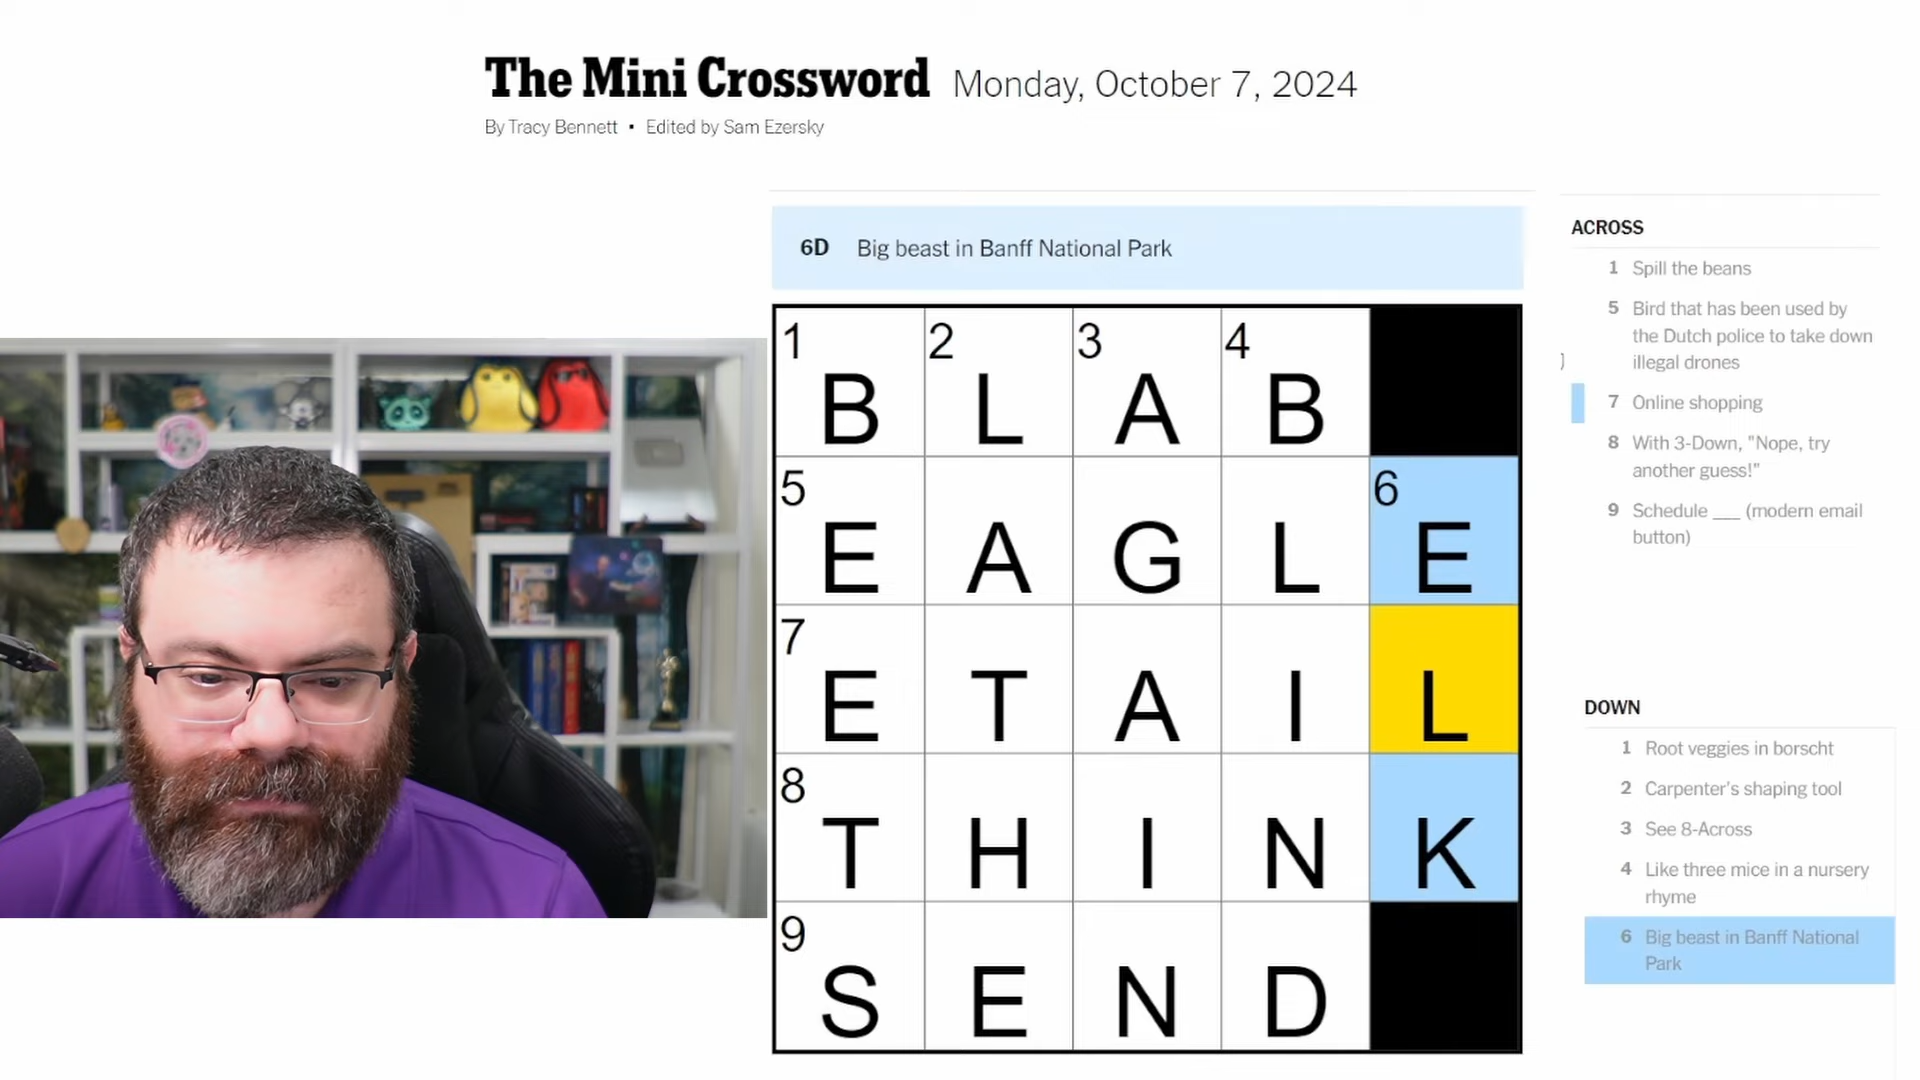 The Mini Crossword Monday, October 7, 2024
By Tracy Bennett • Edited by Sam Ezersky
6D Big beast in Banff National Park
1 2 3 4
B L A B
5 6
E A G L E
7
E T A I L
8
T H I N K
9
S E N D
ACROSS
1 Spill the beans
5 Bird that has been used by
the Dutch police to take down
illegal drones
7 Online shopping
8 With 3-Down, "Nope, try
another guess!"
9 Schedule ___ (modern email
button)
DOWN
1 Root veggies in borscht
2 Carpenter's shaping tool
3 See 8-Across
4 Like three mice in a nursery
rhyme
6 Big beast in Banff National
Park